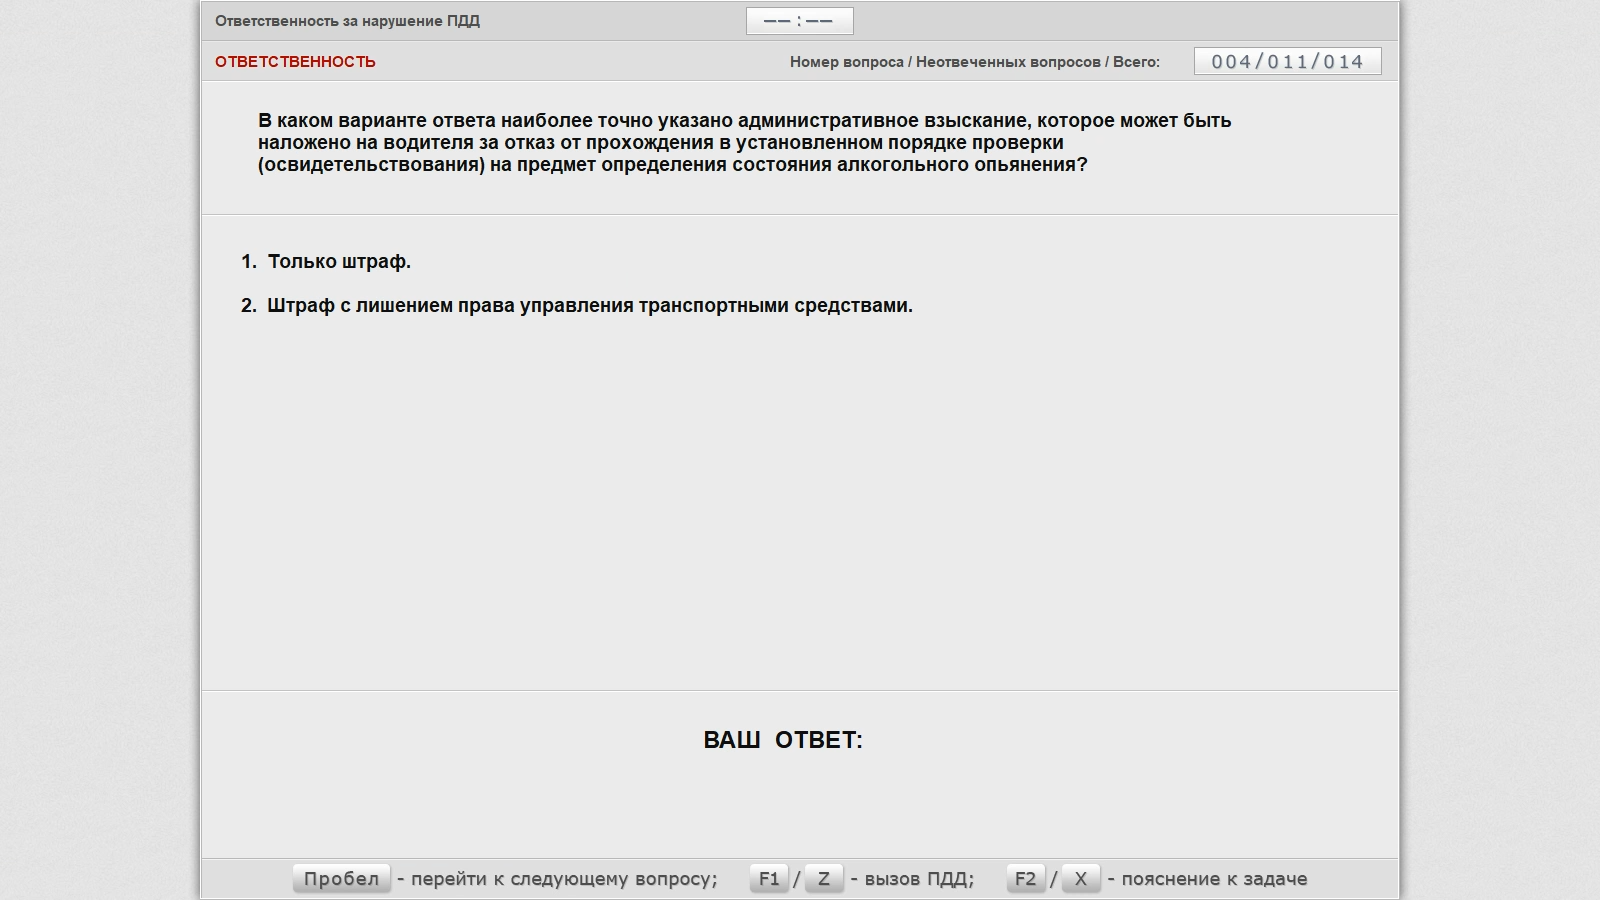 Ответственность за нарушение ПДД
––:––
ОТВЕТСТВЕННОСТЬ
Номер вопроса / Неотвеченных вопросов / Всего:
004/011/014
В каком варианте ответа наиболее точно указано административное взыскание, которое может быть
наложено на водителя за отказ от прохождения в установленном порядке проверки
(освидетельствования) на предмет определения состояния алкогольного опьянения?
1. Только штраф.
2. Штраф с лишением права управления транспортными средствами.
ВАШ ОТВЕТ:
Пробел - перейти к следующему вопросу; F1 / Z - вызов ПДД; F2 / X - пояснение к задаче